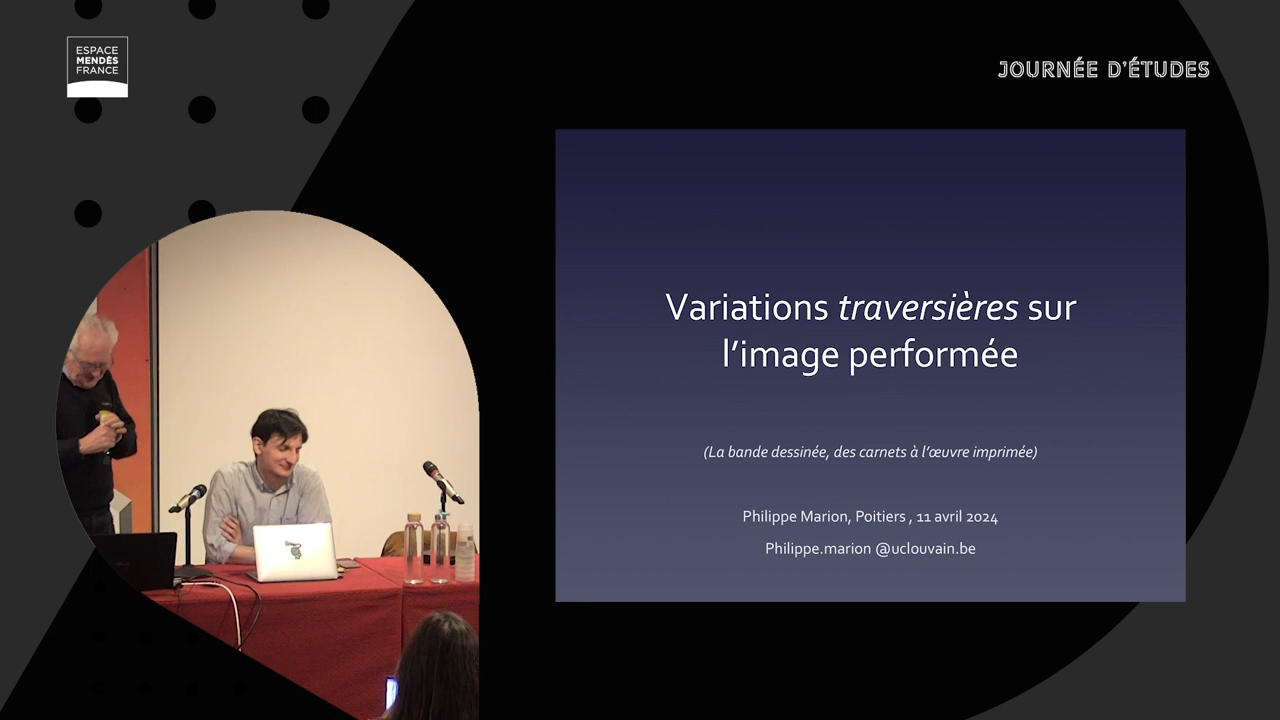 ESPACE
MENDÈS
FRANCE
JOURNÉE D'ÉTUDES
Variations traversières sur
l'image performée
(La bande dessinée, des carnets à l'œuvre imprimée)
Philippe Marion, Poitiers , 11 avril 2024
Philippe.marion @uclouvain.be